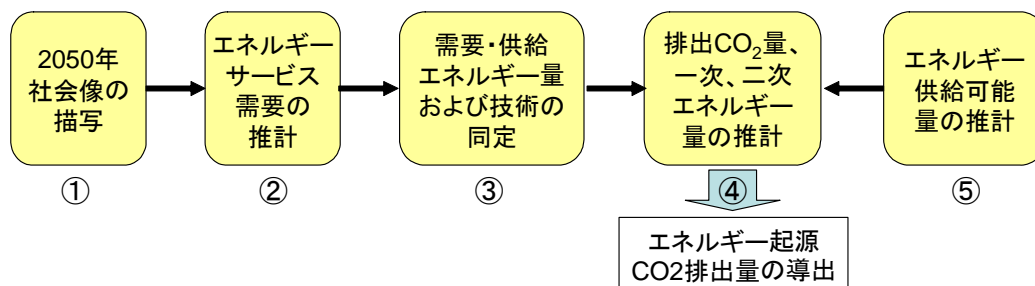 2050年
社会像の
描写
①
エネルギー
サービス
需要の
推計
②
需要・供給
エネルギー量
および技術の
同定
③
排出CO₂量、
一次、二次
エネルギー
量の推計
④
エネルギー
供給可能
量の推計
⑤
エネルギー起源
CO2排出量の導出